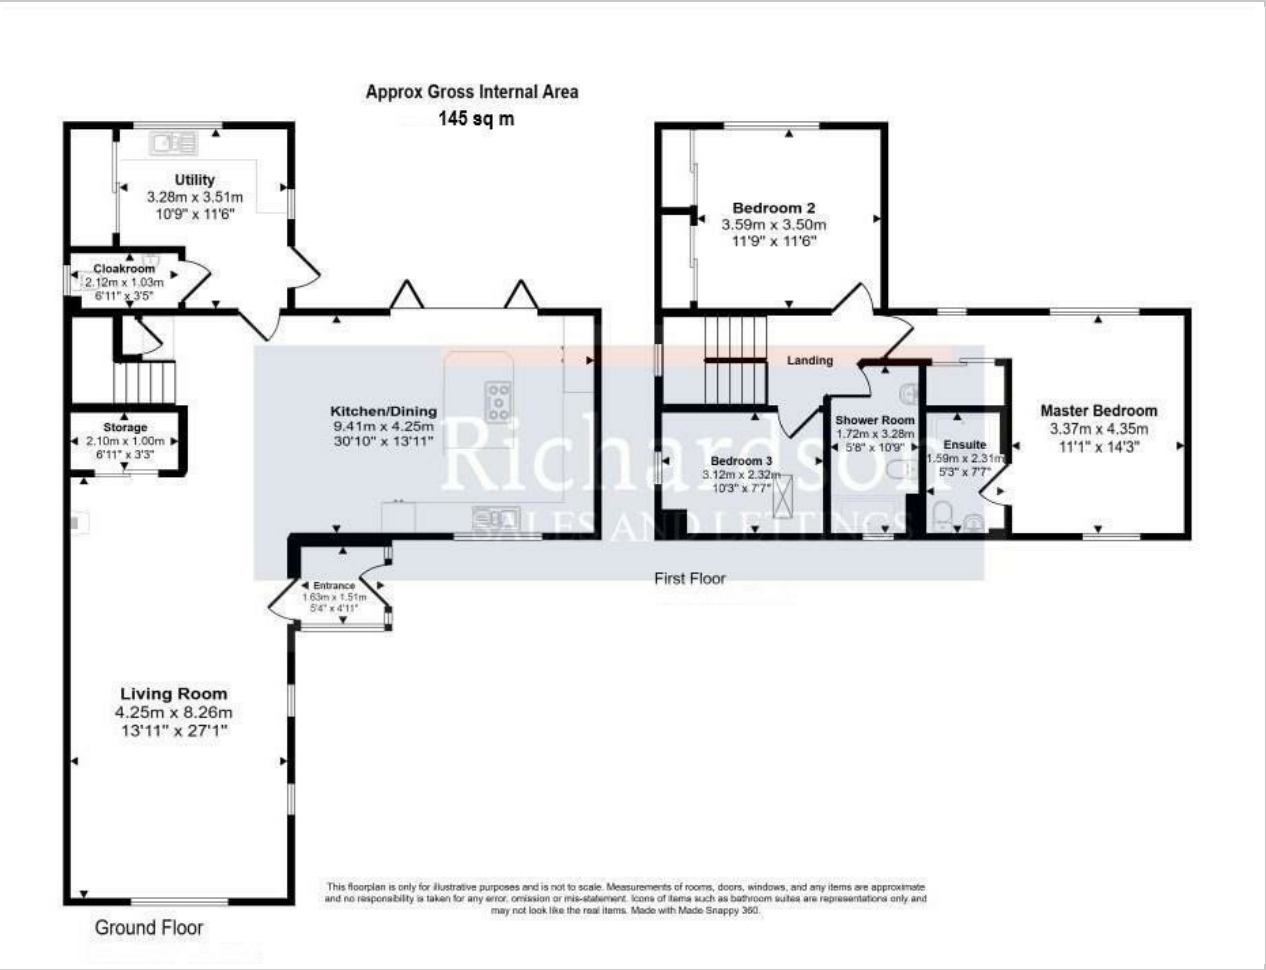 Approx Gross Internal Area
145 sq m
Utility
3.28m x 3.51m
10'9" x 11'6"
Cloakroom
2.12m x 1.03m
6'11" x 3'5"
Storage
2.10m x 1.00m
6'11" x 3'3"
Kitchen/Dining
9.41m x 4.25m
30'10" x 13'11"
Entrance
1.63m x 1.51m
5'4" x 4'11"
Living Room
4.25m x 8.26m
13'11" x 27'1"
Ground Floor
Bedroom 2
3.59m x 3.50m
11'9" x 11'6"
Landing
Master Bedroom
3.37m x 4.35m
11'1" x 14'3"
Shower Room
1.72m x 3.28m
5'8" x 10'9"
Ensuite
1.59m x 2.31m
5'3" x 7'7"
Bedroom 3
3.12m x 2.32m
10'3" x 7'7"
First Floor
Richardson
SALES AND LETTINGS
This floorplan is only for illustrative purposes and is not to scale. Measurements of rooms, doors, windows, and any items are approximate
and no responsibility is taken for any error, omission or mis-statement. Icons of items such as bathroom suites are representations only and
may not look like the real items. Made with Made Snappy 360.